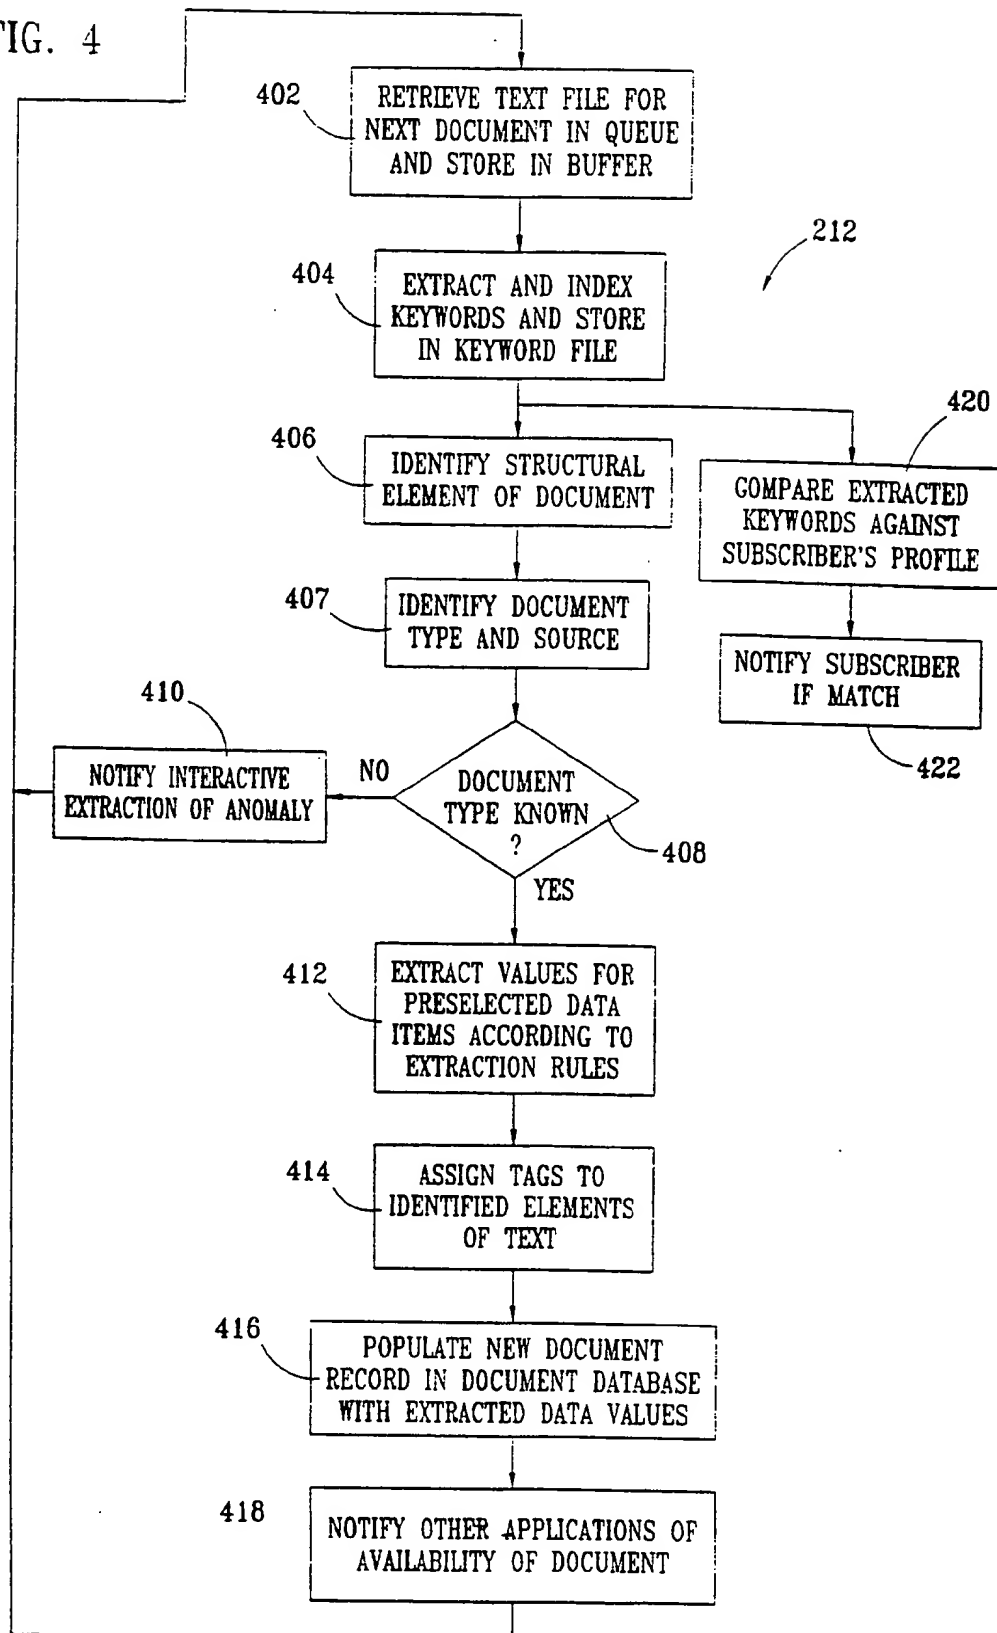 FIG. 4
402
RETRIEVE TEXT FILE FOR
NEXT DOCUMENT IN QUEUE
AND STORE IN BUFFER
212
404
EXTRACT AND INDEX
KEYWORDS AND STORE
IN KEYWORD FILE
406
IDENTIFY STRUCTURAL
ELEMENT OF DOCUMENT
420
COMPARE EXTRACTED
KEYWORDS AGAINST
SUBSCRIBER'S PROFILE
407
IDENTIFY DOCUMENT
TYPE AND SOURCE
NOTIFY SUBSCRIBER
IF MATCH
422
410
NOTIFY INTERACTIVE
EXTRACTION OF ANOMALY
NO
DOCUMENT
TYPE KNOWN
?
408
YES
412
EXTRACT VALUES FOR
PRESELECTED DATA
ITEMS ACCORDING TO
EXTRACTION RULES
414
ASSIGN TAGS TO
IDENTIFIED ELEMENTS
OF TEXT
416
POPULATE NEW DOCUMENT
RECORD IN DOCUMENT DATABASE
WITH EXTRACTED DATA VALUES
418
NOTIFY OTHER APPLICATIONS OF
AVAILABILITY OF DOCUMENT